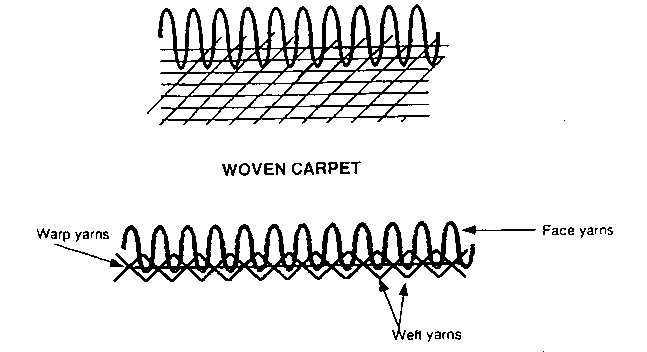 WOVEN CARPET
Warp yarns
Face yarns
Weft yarns